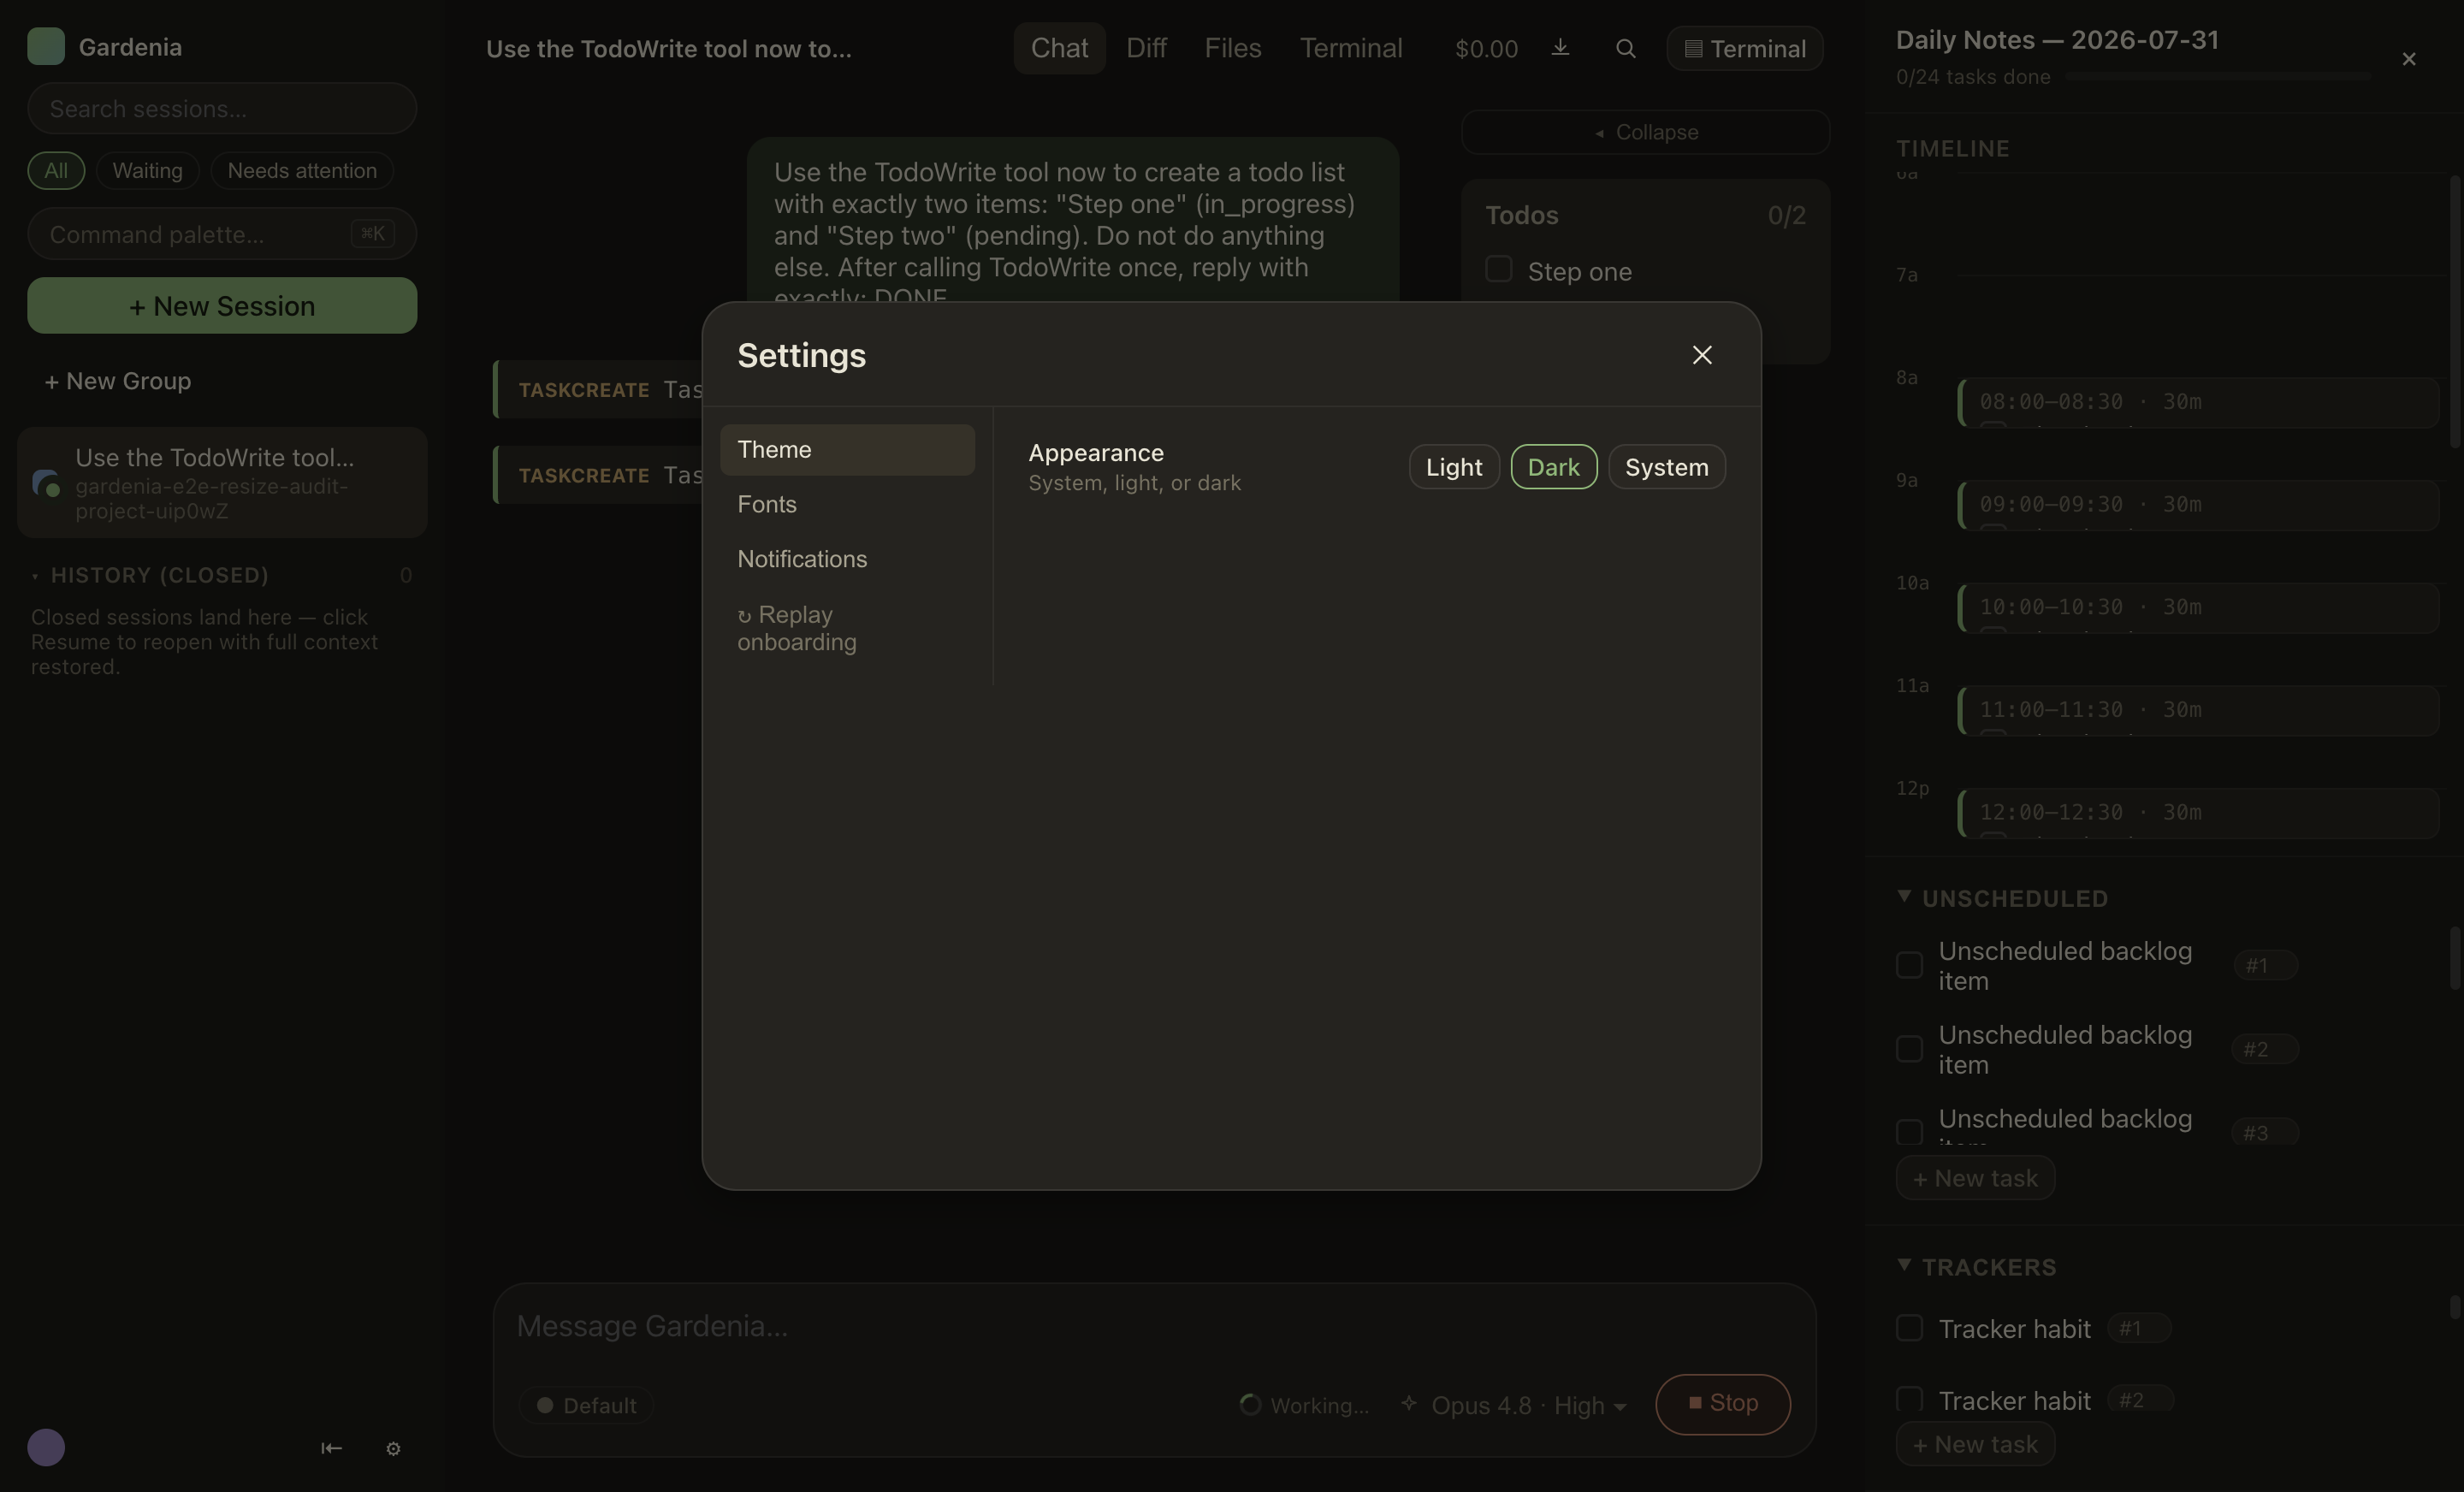 Gardenia
Search sessions...
All
Waiting
Needs attention
Command palette...
⌘K
+ New Session
+ New Group
Use the TodoWrite tool...
gardenia-e2e-resize-audit-
project-uip0wZ
HISTORY (CLOSED)
0
Closed sessions land here — click
Resume to reopen with full context
restored.
Use the TodoWrite tool now to...
Chat
Diff
Files
Terminal
$0.00
Terminal
Use the TodoWrite tool now to create a todo list
with exactly two items: "Step one" (in_progress)
and "Step two" (pending). Do not do anything
else. After calling TodoWrite once, reply with
exactly: DONE
Collapse
Todos
0/2
Step one
TASKCREATE Tas
TASKCREATE Tas
Settings
Theme
Fonts
Notifications
↻ Replay
onboarding
Appearance
System, light, or dark
Light
Dark
System
Message Gardenia...
Default
Working...
Opus 4.8 · High
Stop
Daily Notes — 2026-07-31
0/24 tasks done
TIMELINE
6a
7a
8a
08:00–08:30 · 30m
9a
09:00–09:30 · 30m
10a
10:00–10:30 · 30m
11a
11:00–11:30 · 30m
12p
12:00–12:30 · 30m
UNSCHEDULED
Unscheduled backlog
item
#1
Unscheduled backlog
item
#2
Unscheduled backlog
item
#3
+ New task
TRACKERS
Tracker habit
#1
Tracker habit
#2
+ New task